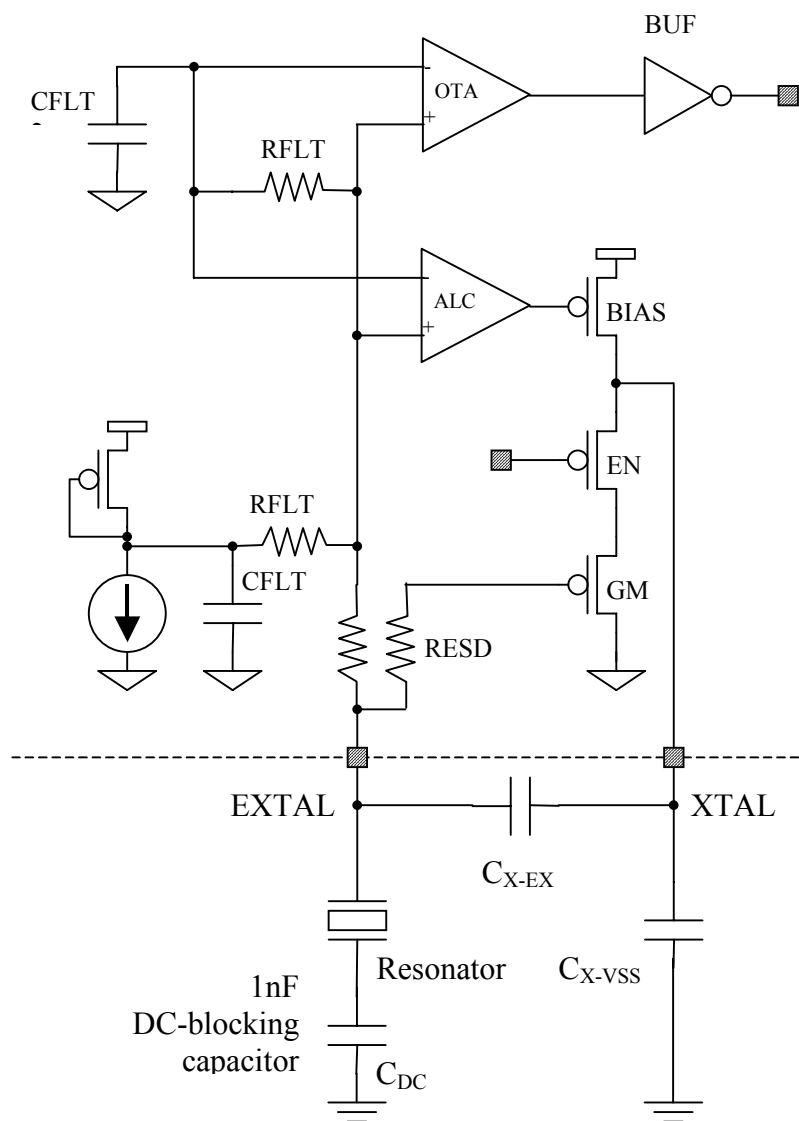 BUF
CFLT
-
OTA
+
RFLT
-
ALC
+
BIAS
EN
RFLT
CFLT
GM
RESD
EXTAL
XTAL
CX-EX
Resonator
CX-VSS
1nF
DC-blocking
capacitor
CDC